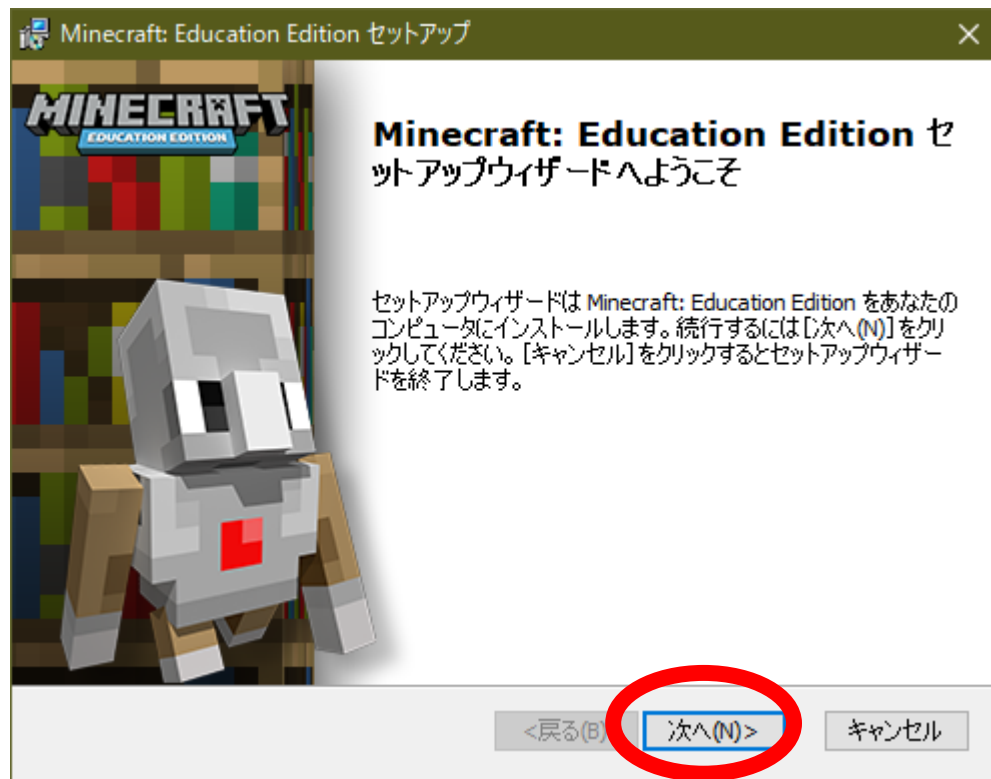 Minecraft: Education Edition セットアップ
MINECRAFT
EDUCATION EDITION
Minecraft: Education Edition セ
ットアップウィザードへようこそ
セットアップウィザードは Minecraft: Education Edition をあなたの
コンピュータにインストールします。続行するには [次へ(N)] をクリ
ックしてください。[キャンセル] をクリックするとセットアップウィザー
ドを終了します。
<戻る(B) 次へ(N)> キャンセル